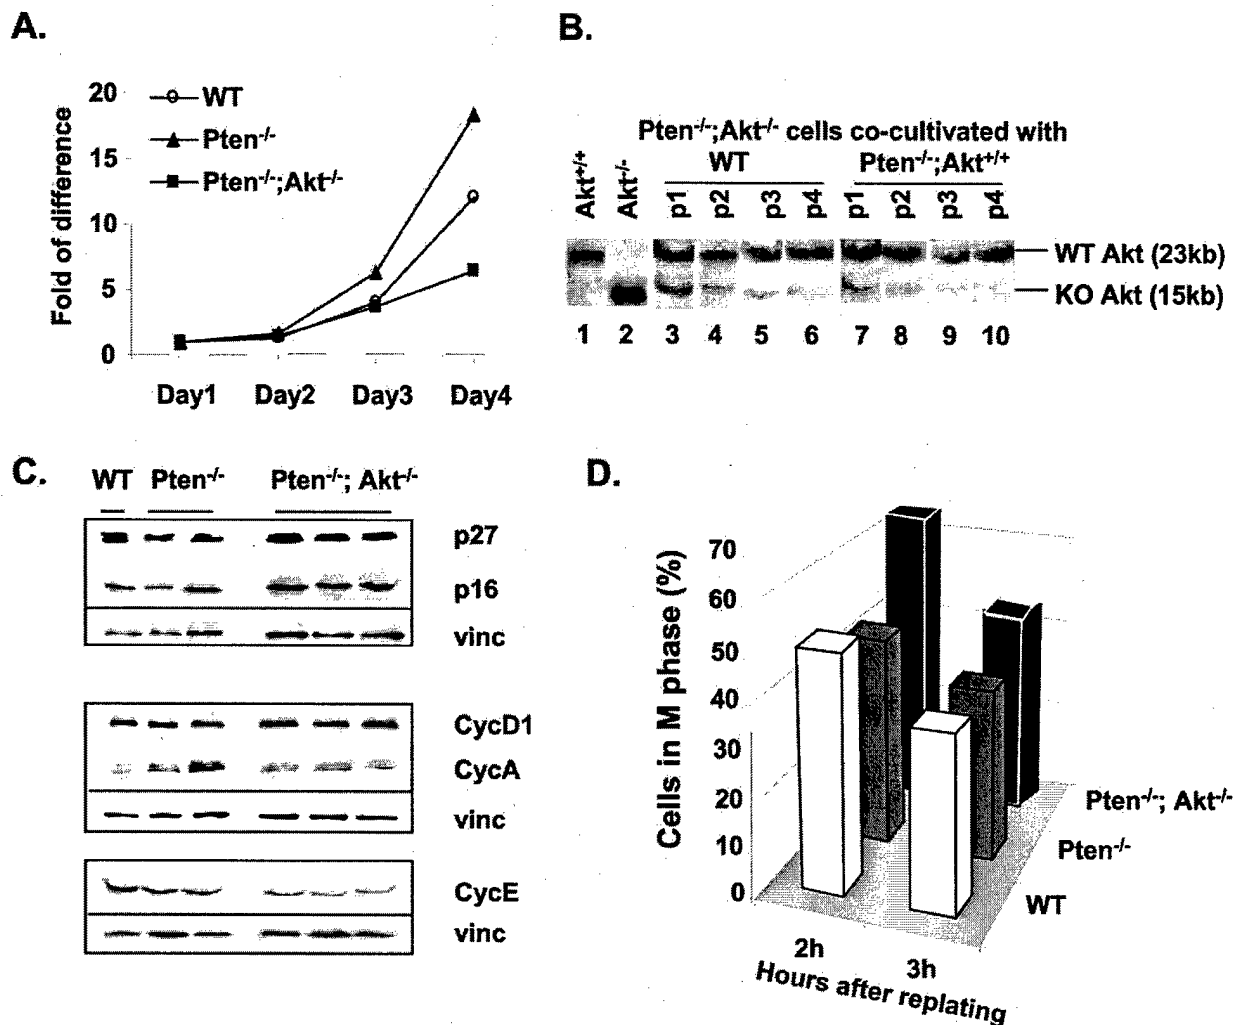 A.
Fold of difference
20
15
10
5
0
WT
Pten-/-
Pten-/-;Akt-/-
Day1 Day2 Day3 Day4
B.
Pten-/-;Akt-/- cells co-cultivated with
WT Pten-/-;Akt+/+
Akt+/+ Akt-/- p1 p2 p3 p4 p1 p2 p3 p4
WT Akt (23kb)
KO Akt (15kb)
1 2 3 4 5 6 7 8 9 10
C.
WT Pten-/- Pten-/-; Akt-/-
p27
p16
vinc
CycD1
CycA
vinc
CycE
vinc
D.
Cells in M phase (%)
70
60
50
40
30
20
10
0
Pten-/-; Akt-/-
Pten-/-
WT
2h 3h
Hours after replating